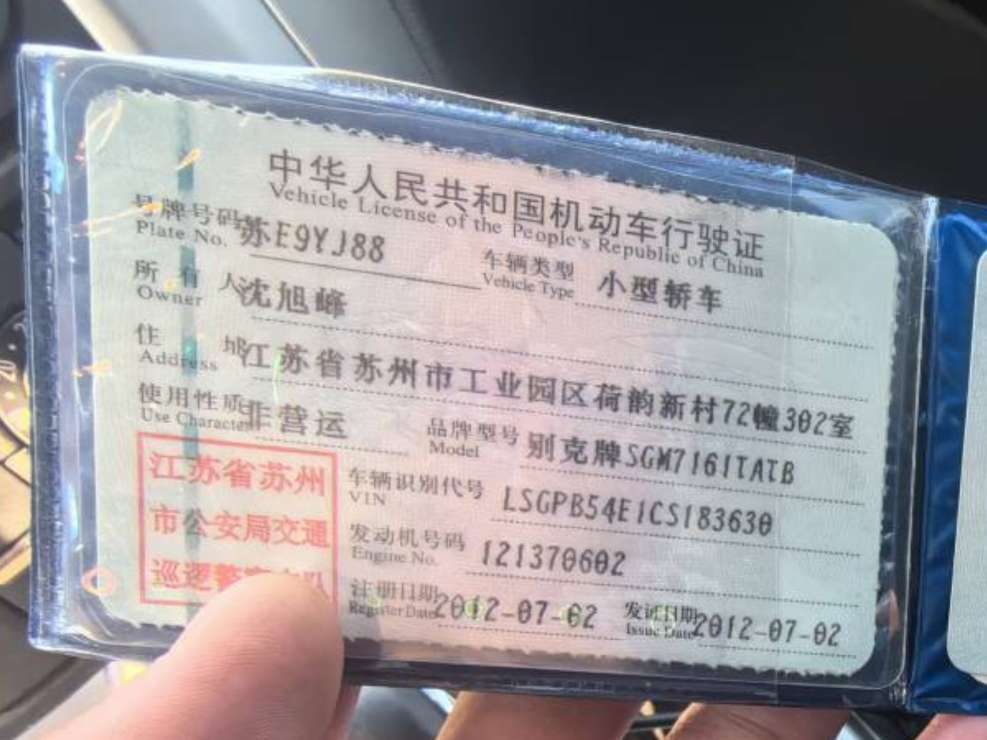 中华人民共和国机动车行驶证
Vehicle License of the People's Republic of China
号牌号码 苏E9YJ88 车辆类型 小型轿车
Plate No. Vehicle Type
所有人 沈旭峰
Owner
住址 江苏省苏州市工业园区荷韵新村72幢302室
Address
使用性质 非营运 品牌型号 别克牌SGM7161TATB
Use Character Model
江苏省苏州
市公安局交通
巡逻警察
车辆识别代号 LSGPB54E1CS183630
VIN
发动机号码 121370602
Engine No.
注册日期 2012-07-02 发证日期 2012-07-02
Register Date Issue Date